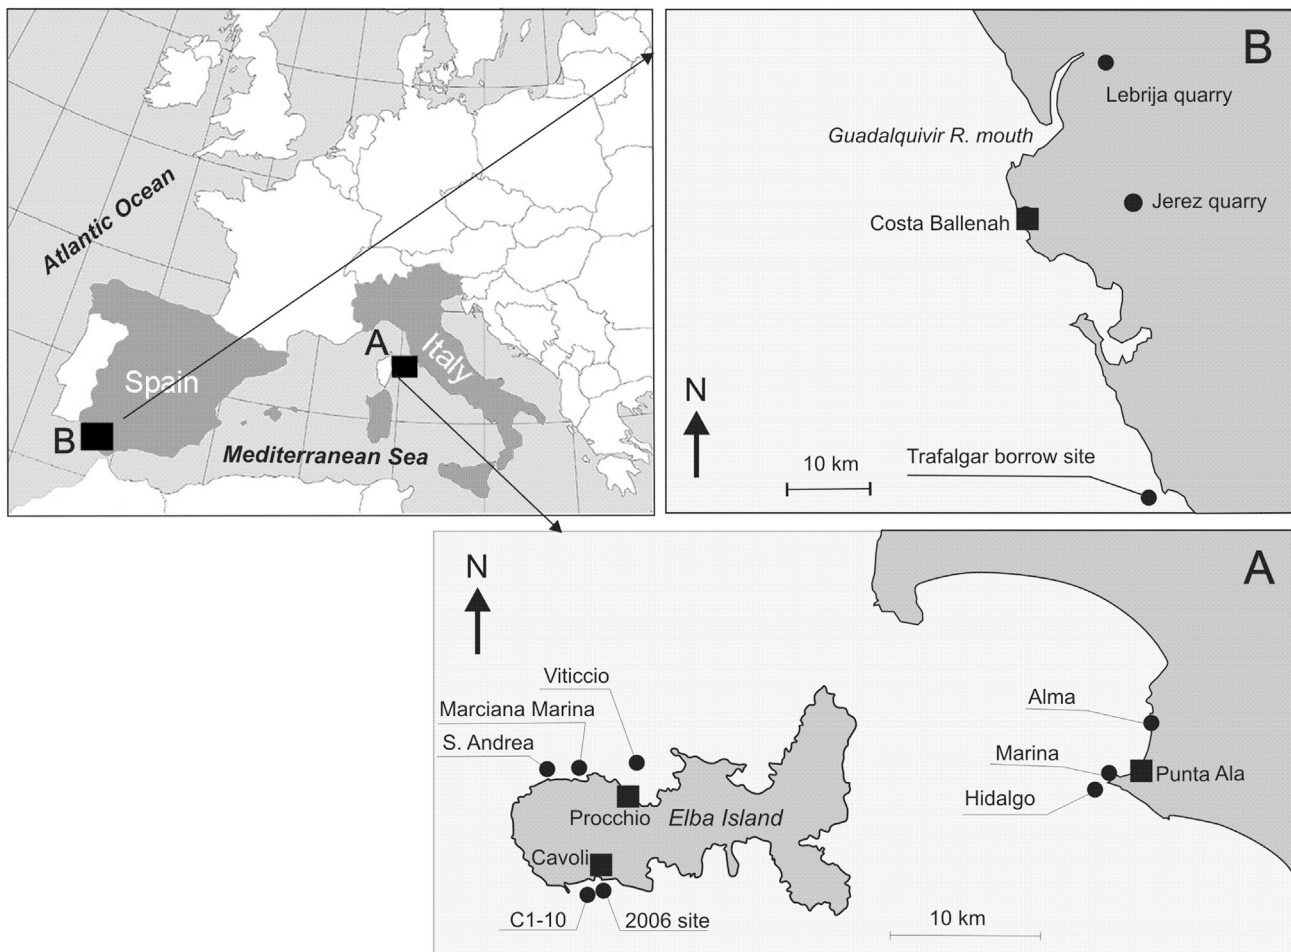 Atlantic Ocean
Spain
Italy
A
B
Mediterranean Sea
B
Lebrija quarry
Guadalquivir R. mouth
Jerez quarry
Costa Ballenah
N
10 km
Trafalgar borrow site
A
N
Viticcio
Marciana Marina
S. Andrea
Procchio
Elba Island
Cavoli
C1-10
2006 site
Alma
Marina
Punta Ala
Hidalgo
10 km